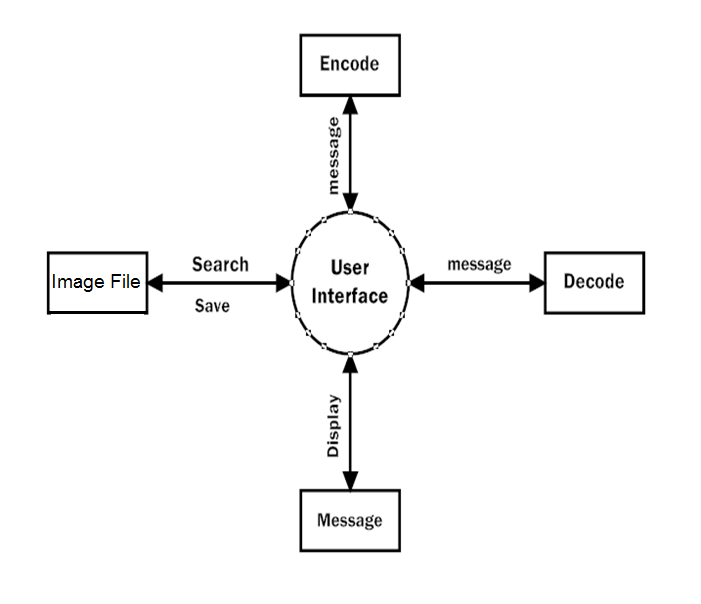 Encode
message
Search
Image File
Save
User
Interface
message
Decode
Display
Message